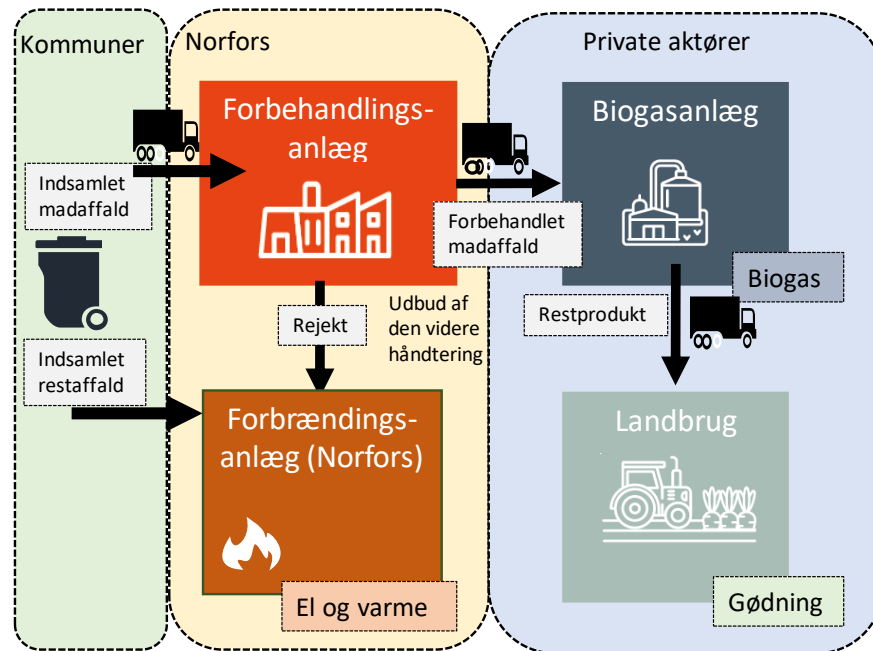 Kommuner
Norfors
Private aktører
Forbehandlings-
anlæg
Biogasanlæg
Indsamlet
madaffald
Forbehandlet
madaffald
Biogas
Rejekt
Udbud af
den videre
håndtering
Restprodukt
Indsamlet
restaffald
Forbrændings-
anlæg (Norfors)
Landbrug
El og varme
Gødning